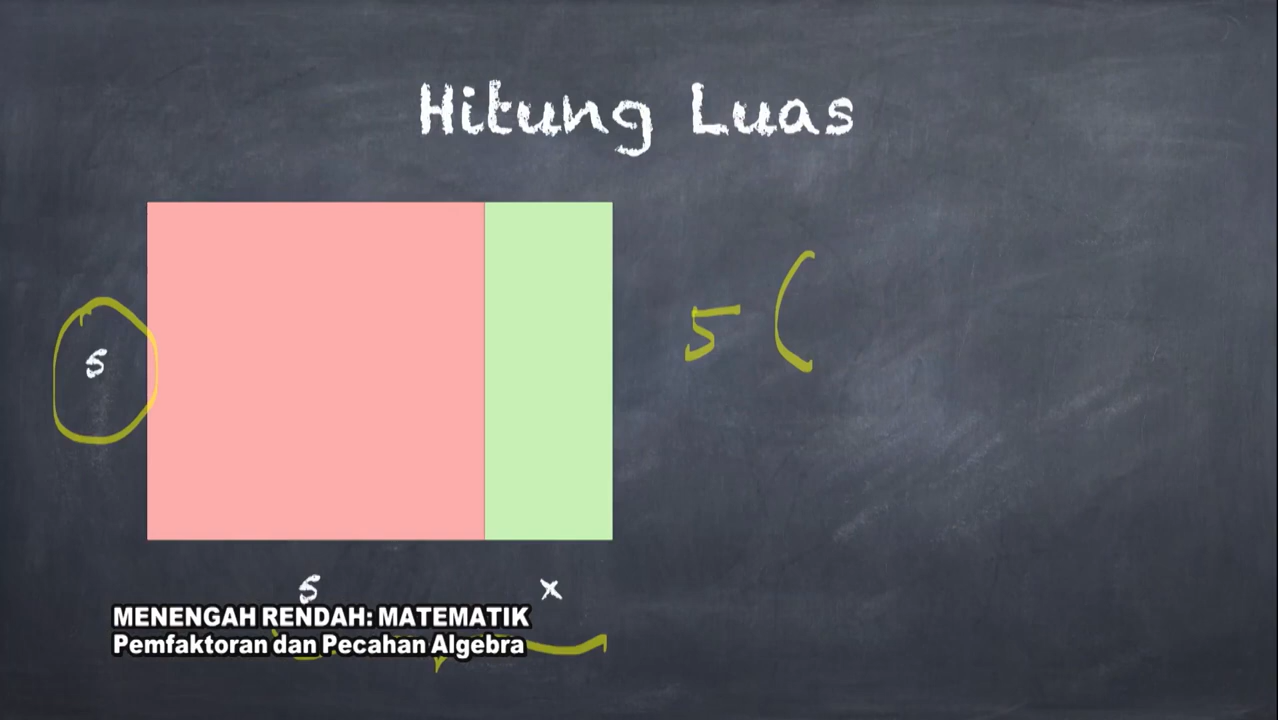 Hitung Luas
5 (
5
5 x
MENENGAH RENDAH: MATEMATIK
Pemfaktoran dan Pecahan Algebra